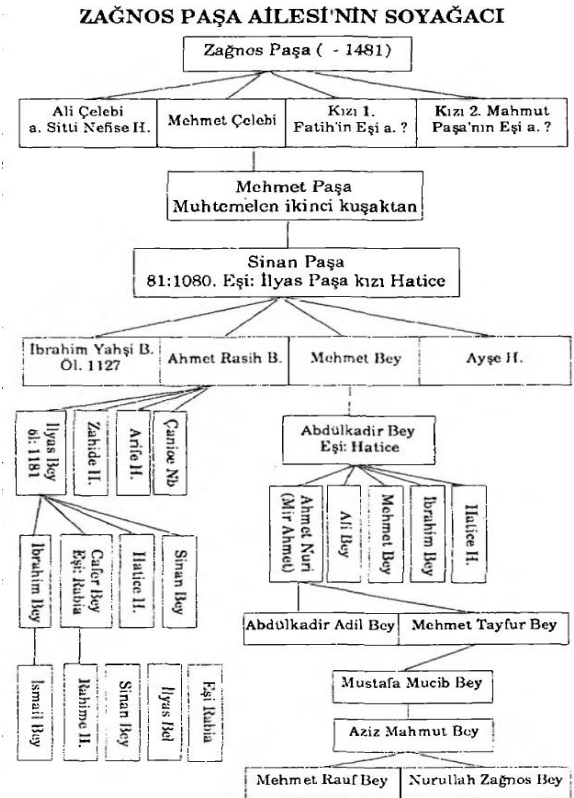 ZAĞNOS PAŞA AİLESİ'NİN SOYAĞACI
Zağnos Paşa ( - 1481)
Ali Çelebi
a. Sitti Nefise H.
Mehmet Çelebi
Kızı 1.
Fatih'in Eşi a. ?
Kızı 2. Mahmut
Paşa'nın Eşi a. ?
Mehmet Paşa
Muhtemelen ikinci kuşaktan
Sinan Paşa
81:1080. Eşi: İlyas Paşa kızı Hatice
İbrahim Yahşi B.
Öl. 1127
Ahmet Rasih B.
Mehmet Bey
Ayşe H.
İlyas Bey
öl: 1181
Zahide H.
Arife H.
Çanice Nb
Abdülkadir Bey
Eşi: Hatice
Ahmet Nuri
(Mir Ahmet)
Ali Bey
Mehmet Bey
İbrahim Bey
Hatice H.
İbrahim Bey
Cafer Bey
Eşi: Rabia
Hatice H.
Sinan Bey
Abdülkadir Adil Bey
Mehmet Tayfur Bey
İsmail Bey
Rahime H.
Sinan Bey
İlyas Bel
Eşi Rabia
Mustafa Mucib Bey
Aziz Mahmut Bey
Mehmet Rauf Bey
Nurullah Zağnos Bey